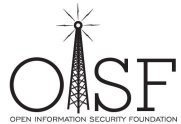 OISF
OPEN INFORMATION SECURITY FOUNDATION